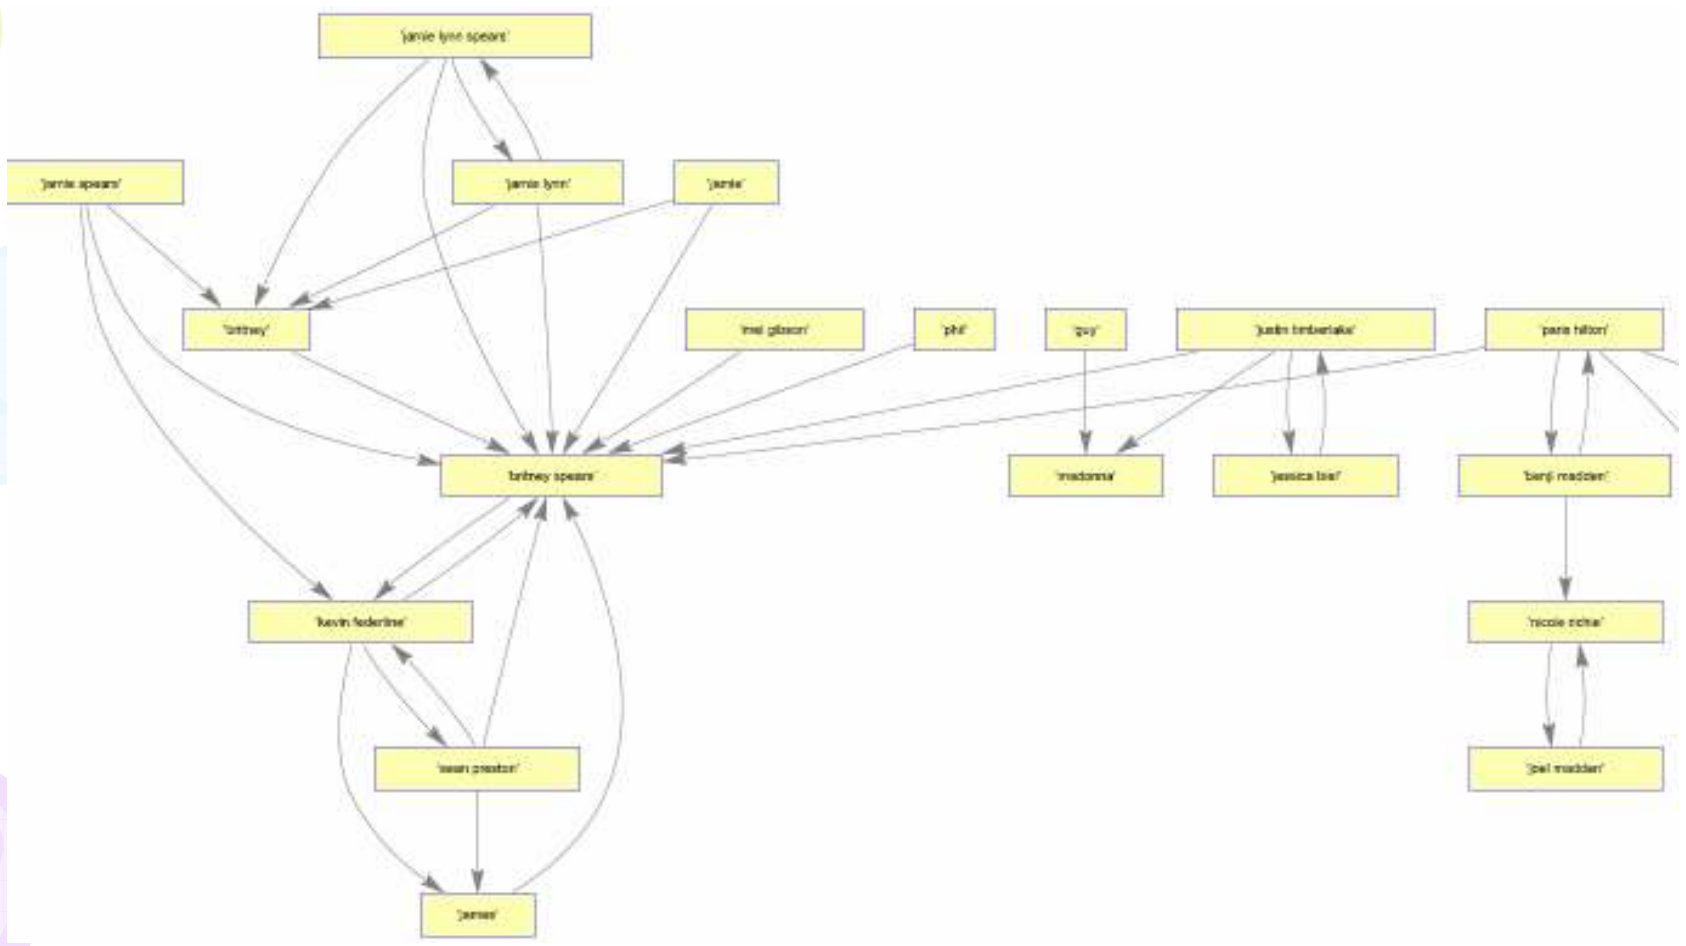 'jamie lynn spears'
'jamie spears'
'jamie lynn'
'jamie'
'britney'
'mel gibson'
'phil'
'guy'
'justin timberlake'
'paris hilton'
'britney spears'
'madonna'
'jessica biel'
'benji madden'
'kevin federline'
'nicole richie'
'sean preston'
'joel madden'
'james'